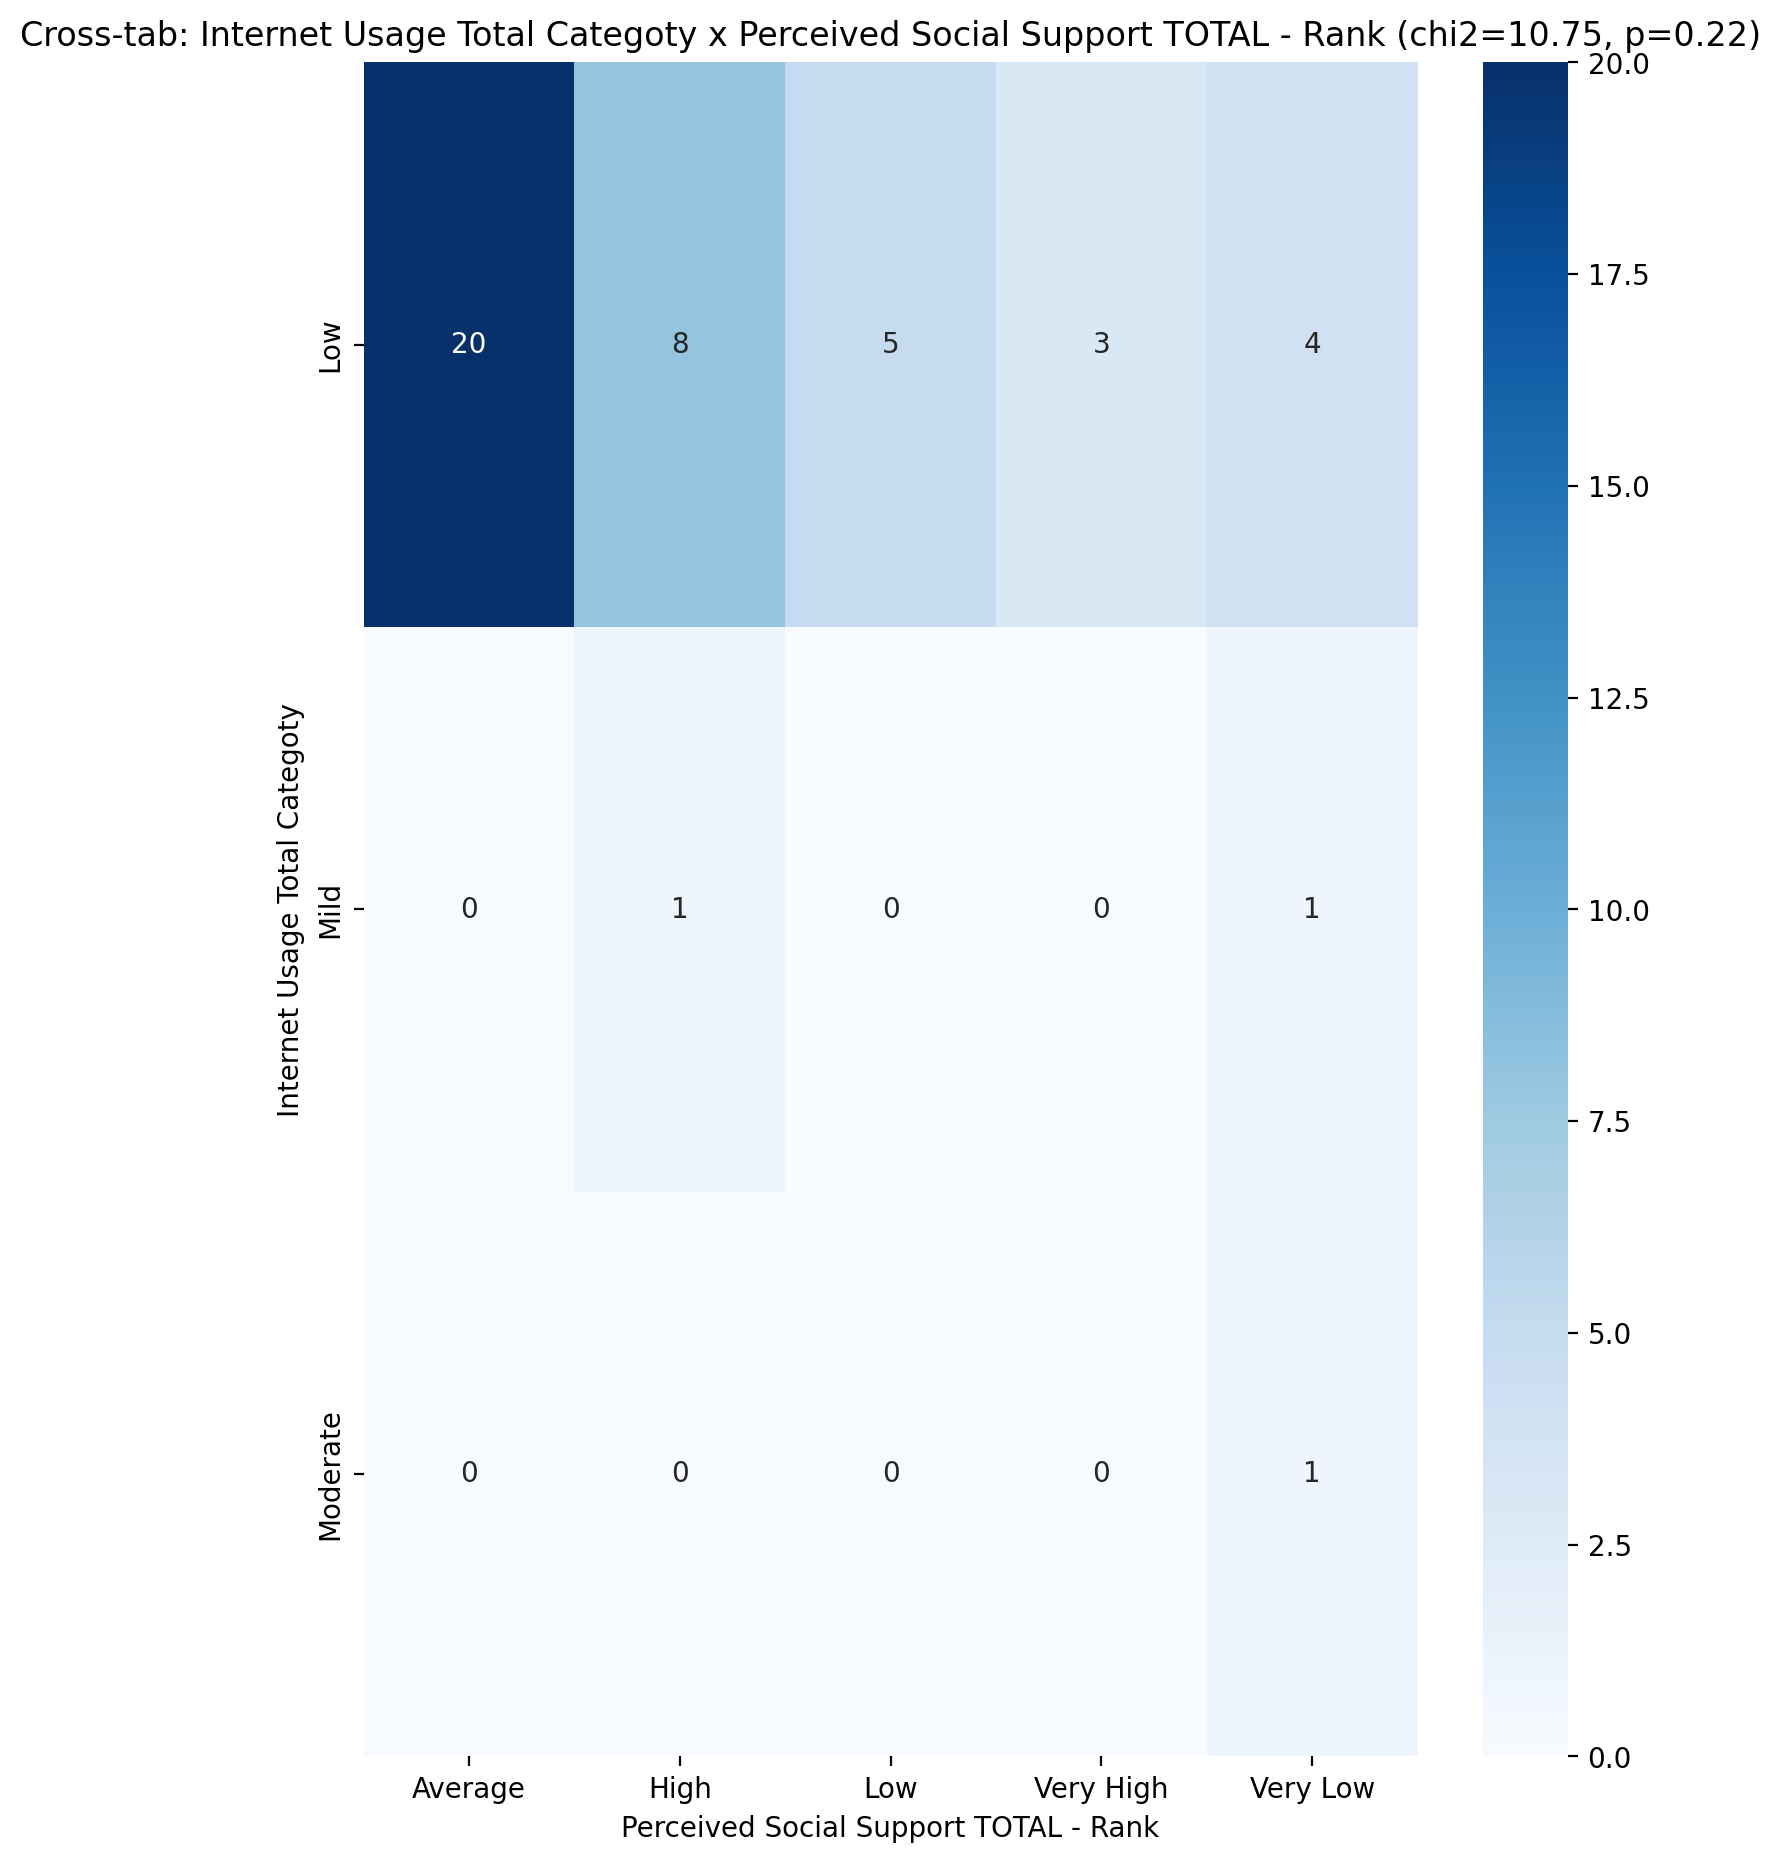 Cross-tab: Internet Usage Total Categoty x Perceived Social Support TOTAL - Rank (chi2=10.75, p=0.22)
Internet Usage Total Categoty
Low
20 8 5 3 4
Mild
0 1 0 0 1
Moderate
0 0 0 0 1
Average High Low Very High Very Low
Perceived Social Support TOTAL - Rank
20.0
17.5
15.0
12.5
10.0
7.5
5.0
2.5
0.0